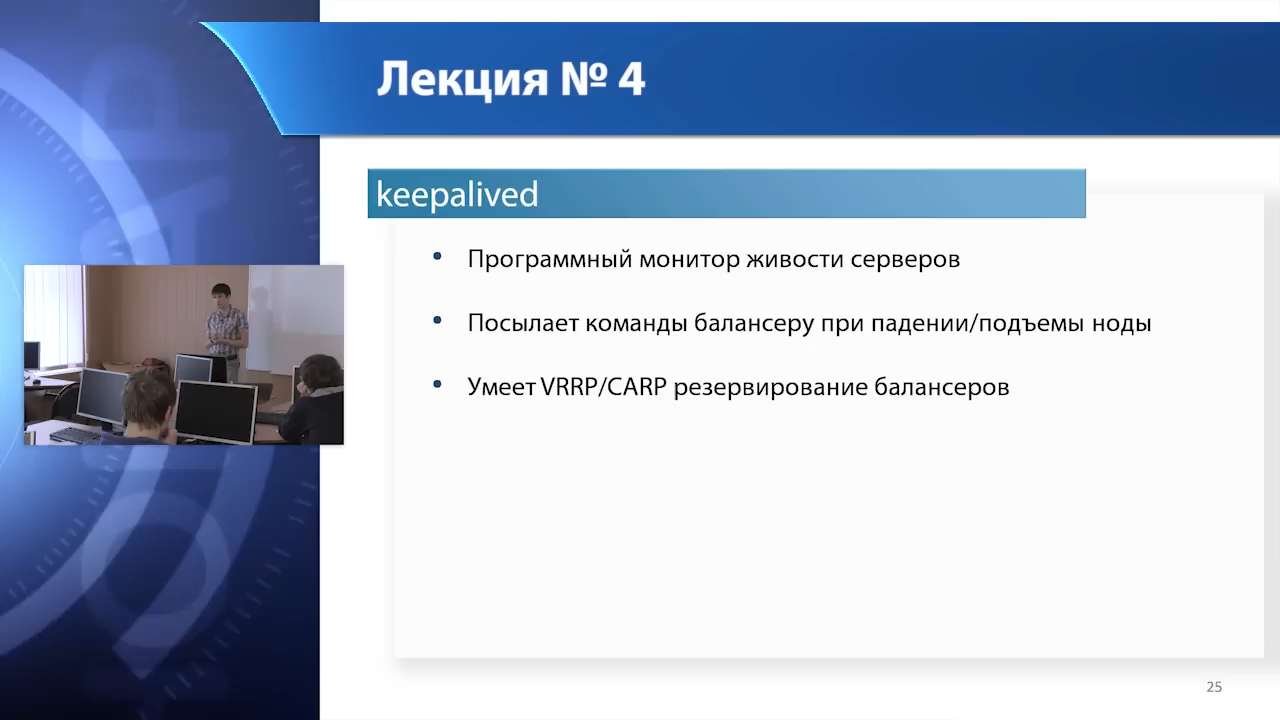 Лекция № 4
keepalived
• Программный монитор живости серверов
• Посылает команды балансеру при падении/подъемы ноды
• Умеет VRRP/CARP резервирование балансеров
25